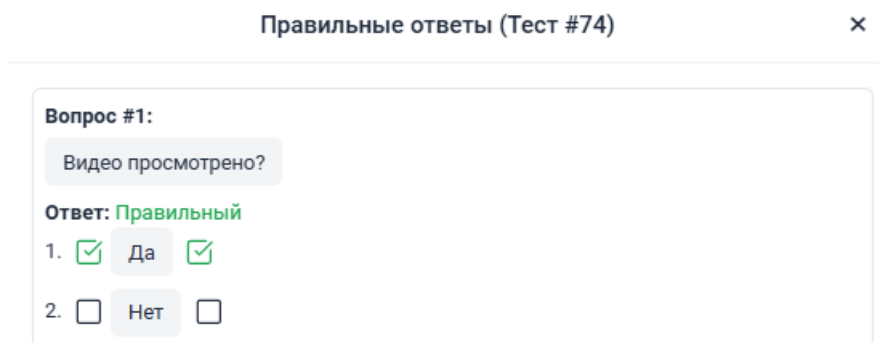 Правильные ответы (Тест #74)
Вопрос #1:
Видео просмотрено?
Ответ: Правильный
1. Да
2. Нет